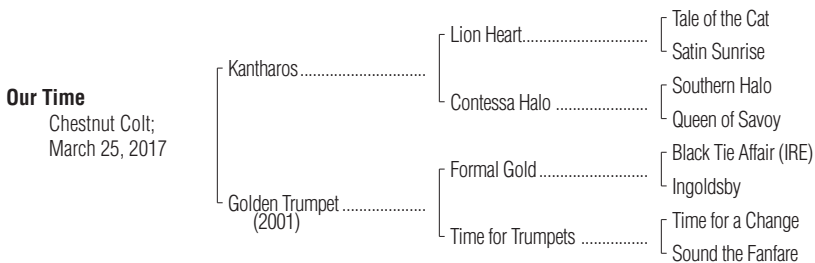 Our Time
Chestnut Colt;
March 25, 2017
Kantharos
Golden Trumpet
(2001)
Lion Heart
Contessa Halo
Formal Gold
Time for Trumpets
Tale of the Cat
Satin Sunrise
Southern Halo
Queen of Savoy
Black Tie Affair (IRE)
Ingoldsby
Time for a Change
Sound the Fanfare